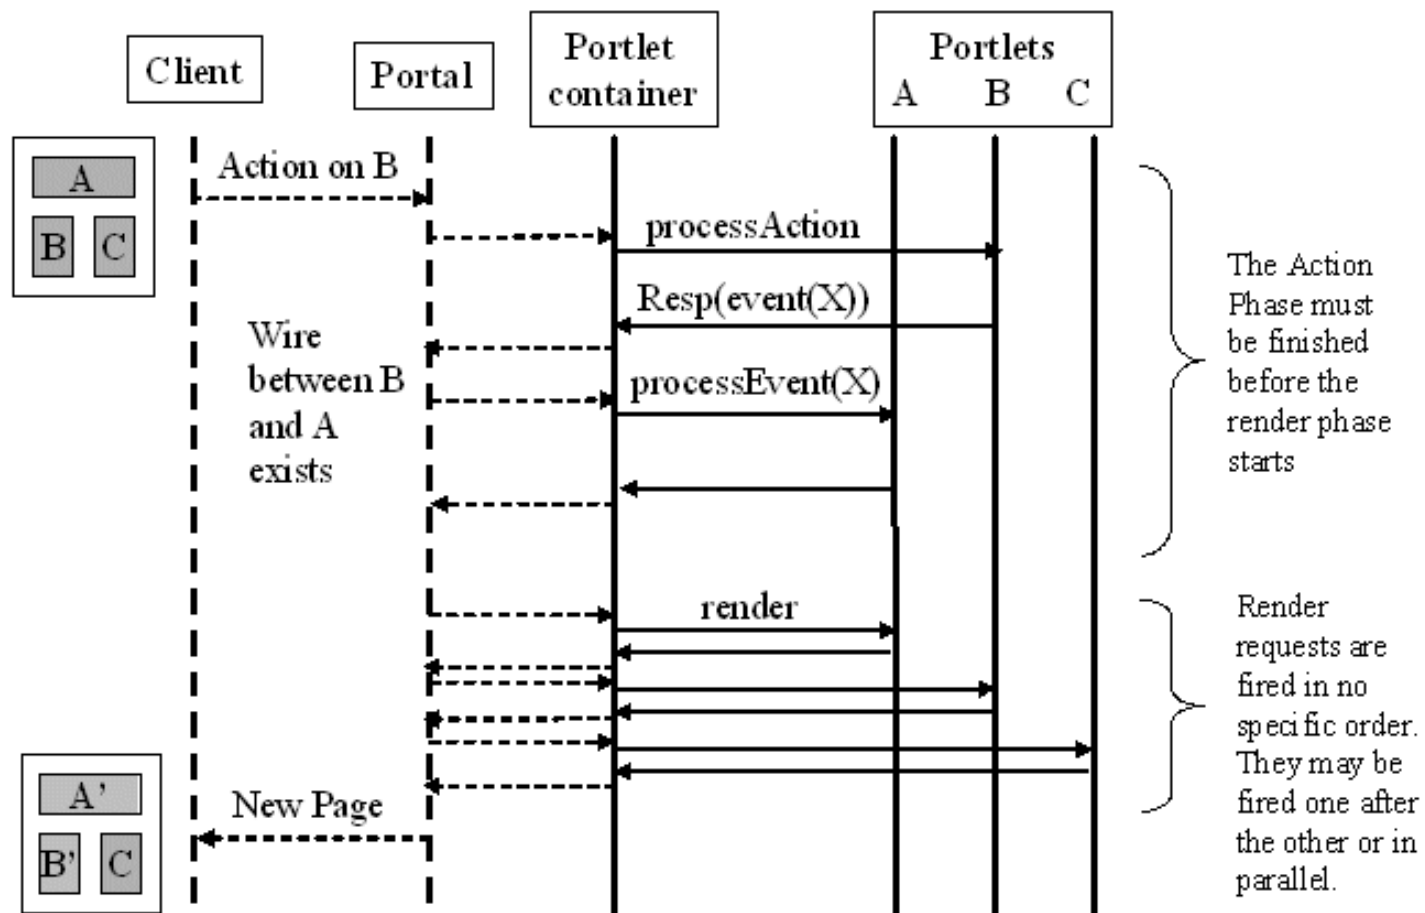 Client
Portal
Portlet
container
Portlets
A B C
A
B C
Action on B
processAction
Resp(event(X))
Wire
between B
and A
exists
processEvent(X)
The Action
Phase must
be finished
before the
render phase
starts
render
Render
requests are
fired in no
specific order.
They may be
fired one after
the other or in
parallel.
A'
B' C
New Page